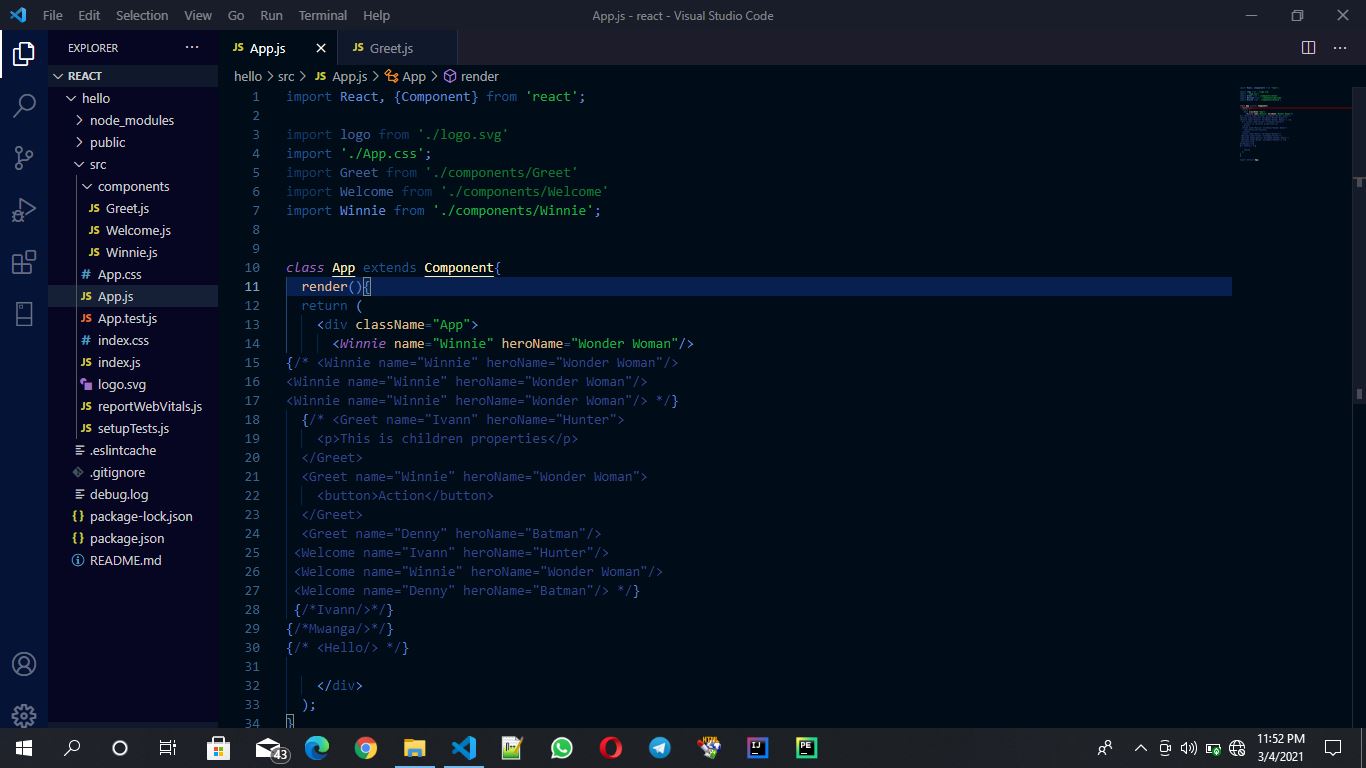 File Edit Selection View Go Run Terminal Help App.js - react - Visual Studio Code
EXPLORER
JS App.js
JS Greet.js
REACT
hello
node_modules
public
src
components
JS Greet.js
JS Welcome.js
JS Winnie.js
# App.css
JS App.js
JS App.test.js
# index.css
JS index.js
logo.svg
JS reportWebVitals.js
JS setupTests.js
.eslintcache
.gitignore
debug.log
{} package-lock.json
{} package.json
README.md
hello > src > JS App.js > App > render
1 import React, {Component} from 'react';
2
3 import logo from './logo.svg'
4 import './App.css';
5 import Greet from './components/Greet'
6 import Welcome from './components/Welcome'
7 import Winnie from './components/Winnie';
8
9
10 class App extends Component{
11 render(){
12 return (
13 <div className="App">
14 <Winnie name="Winnie" heroName="Wonder Woman"/>
15 {/* <Winnie name="Winnie" heroName="Wonder Woman"/>
16 <Winnie name="Winnie" heroName="Wonder Woman"/>
17 <Winnie name="Winnie" heroName="Wonder Woman"/> */}
18 {/* <Greet name="Ivann" heroName="Hunter">
19 <p>This is children properties</p>
20 </Greet>
21 <Greet name="Winnie" heroName="Wonder Woman">
22 <button>Action</button>
23 </Greet>
24 <Greet name="Denny" heroName="Batman"/>
25 <Welcome name="Ivann" heroName="Hunter"/>
26 <Welcome name="Winnie" heroName="Wonder Woman"/>
27 <Welcome name="Denny" heroName="Batman"/> */}
28 {/*Ivann/>*/}
29 {/*Mwanga/>*/}
30 {/* <Hello/> */}
31
32 </div>
33 );
34 }
43
IJ
PE
11:52 PM
3/4/2021